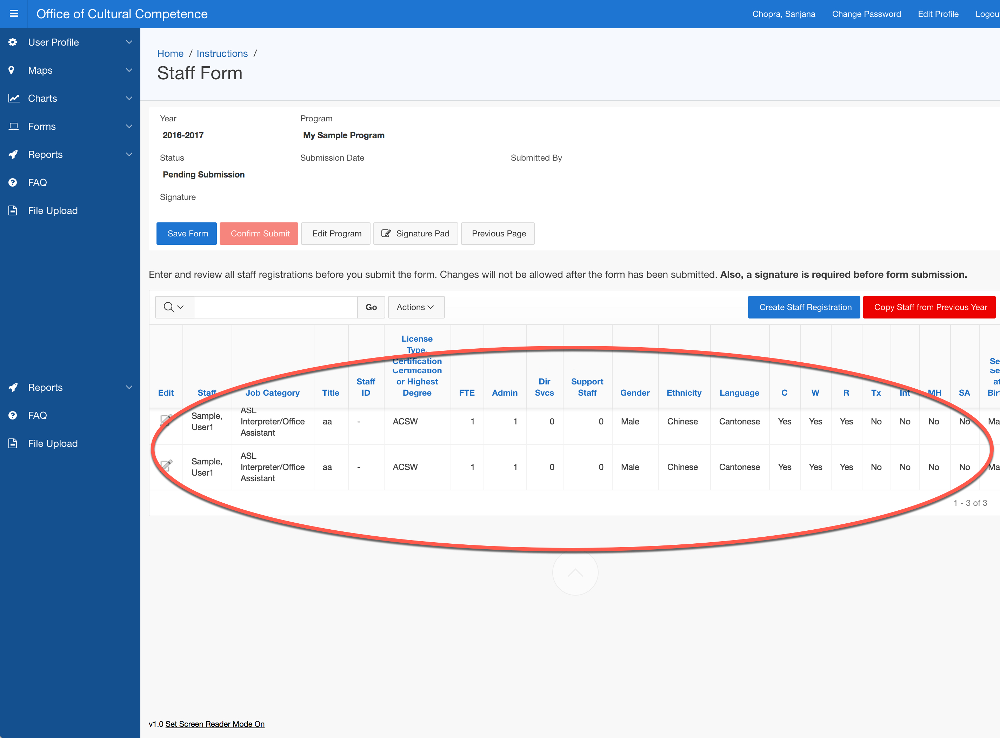 Office of Cultural Competence
Chopra, Sanjana Change Password Edit Profile
User Profile
Maps
Charts
Forms
Reports
FAQ
File Upload
Reports
FAQ
File Upload
Home / Instructions /
Staff Form
Year Program
2016-2017 My Sample Program
Status Submission Date Submitted By
Pending Submission
Signature
Save Form Confirm Submit Edit Program Signature Pad Previous Page
Enter and review all staff registrations before you submit the form. Changes will not be allowed after the form has been submitted. Also, a signature is required before form submission.
Go Actions Create Staff Registration Copy Staff from Previous Year
License
Type,
Certification
Certification
Staff or Highest Dir Support
Edit Staff Job Category Title ID Degree FTE Admin Svcs Staff Gender Ethnicity Language C W R Tx Int MH SA
ASL
Sample, Interpreter/Office aa - ACSW 1 1 0 0 Male Chinese Cantonese Yes Yes Yes No No No No
User1 Assistant
ASL
Sample, Interpreter/Office aa - ACSW 1 1 0 0 Male Chinese Cantonese Yes Yes Yes No No No No
User1 Assistant
1 - 3 of 3
v1.0 Set Screen Reader Mode On